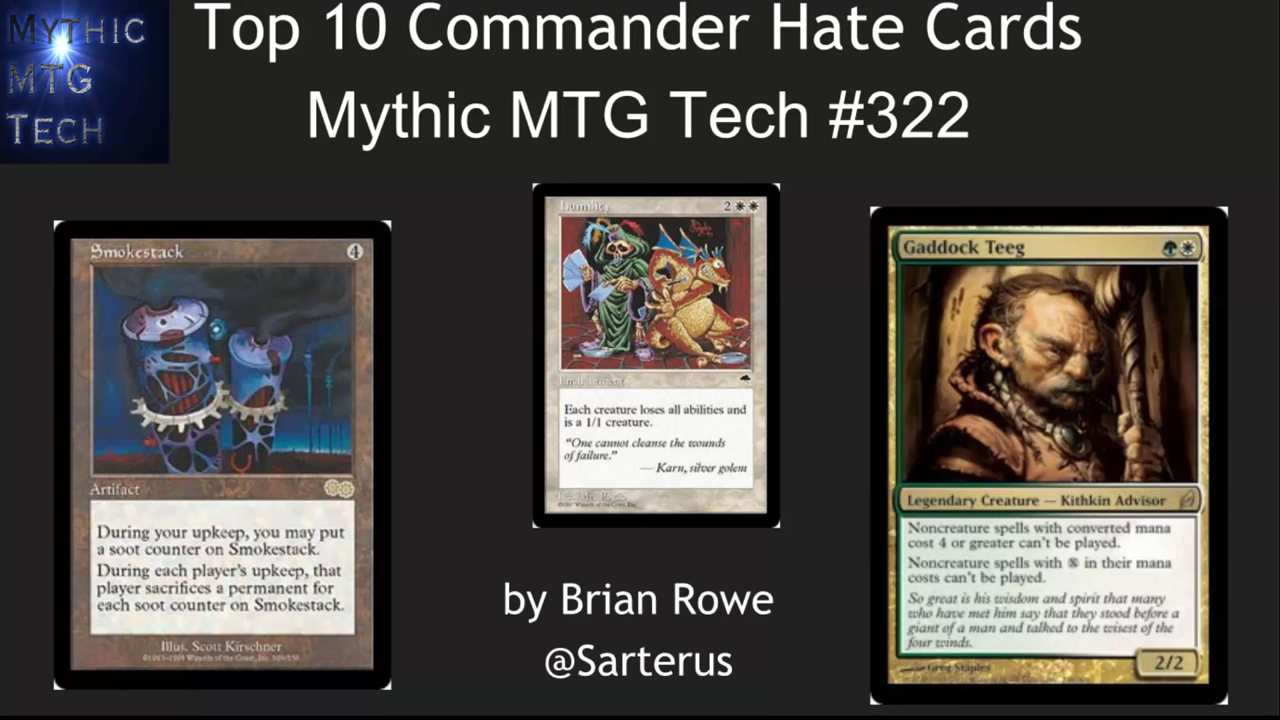 MYTHIC
MTG
TECH
Top 10 Commander Hate Cards
Mythic MTG Tech #322
Smokestack
4
Artifact
During your upkeep, you may put
a soot counter on Smokestack.
During each player's upkeep, that
player sacrifices a permanent for
each soot counter on Smokestack.
Illus. Scott Kirschner
Humility
2
Enchantment
Each creature loses all abilities and
is a 1/1 creature.
"One cannot cleanse the wounds
of failure."
— Karn, silver golem
by Brian Rowe
@Sarterus
Gaddock Teeg
Legendary Creature — Kithkin Advisor
Noncreature spells with converted mana
cost 4 or greater can't be played.
Noncreature spells with X in their mana
costs can't be played.
So great is his wisdom and spirit that many
who have met him say that they stood before a
giant of a man and talked to the wisest of the
four winds.
Greg Staples
2/2